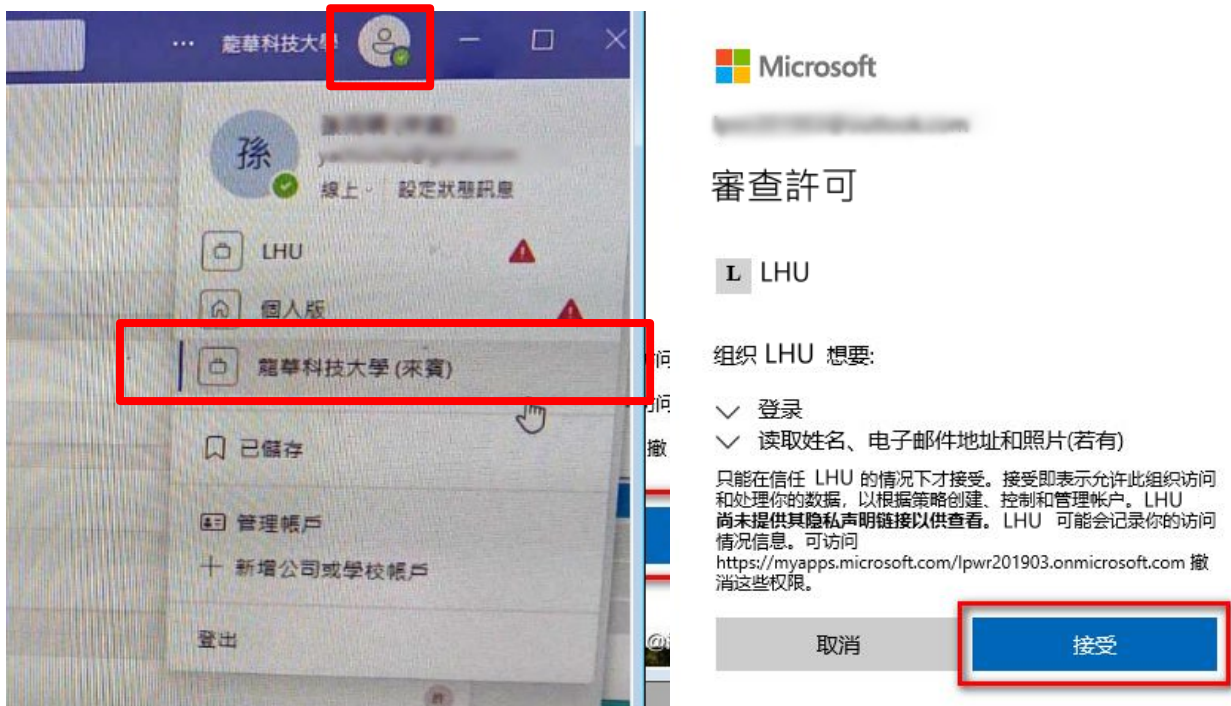 ... 龍華科技大學
孫
線上 設定狀態訊息
LHU
個人版
龍華科技大學 (來賓)
已儲存
管理帳戶
新增公司或學校帳戶
登出
Microsoft
審查許可
L LHU
组织 LHU 想要:
登录
读取姓名、电子邮件地址和照片(若有)
只能在信任 LHU 的情况下才接受。接受即表示允许此组织访问
和处理你的数据，以根据策略创建、控制和管理帐户。LHU
尚未提供其隐私声明链接以供查看。LHU 可能会记录你的访问
情况信息。可访问
https://myapps.microsoft.com/lpwr201903.onmicrosoft.com 撤
消这些权限。
取消
接受